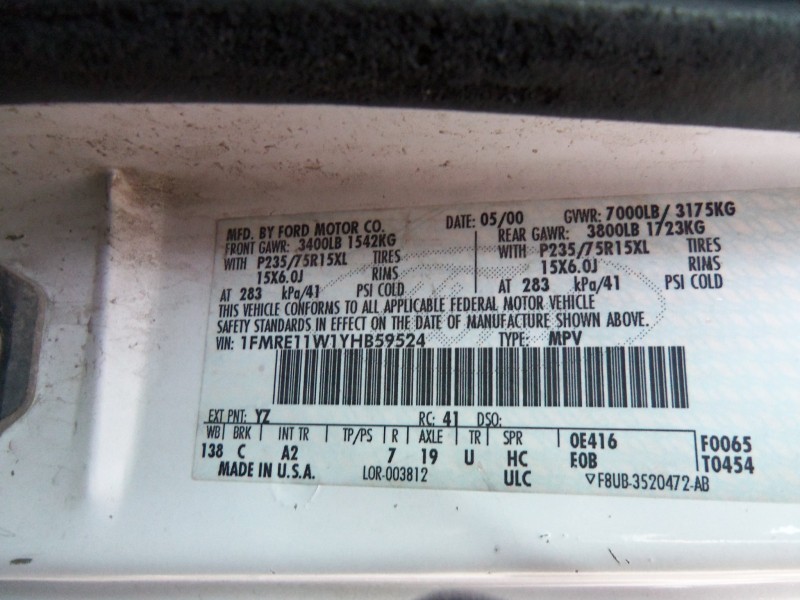 MFD. BY FORD MOTOR CO. DATE: 05/00 GVWR: 7000LB/ 3175KG
FRONT GAWR: 3400LB 1542KG REAR GAWR: 3800LB 1723KG
WITH P235/75R15XL TIRES WITH P235/75R15XL TIRES
15X6.0J RIMS 15X6.0J RIMS
AT 283 kPa/41 PSI COLD AT 283 kPa/41 PSI COLD
THIS VEHICLE CONFORMS TO ALL APPLICABLE FEDERAL MOTOR VEHICLE
SAFETY STANDARDS IN EFFECT ON THE DATE OF MANUFACTURE SHOWN ABOVE.
VIN: 1FMRE11W1YHB59524 TYPE: MPV
EXT PNT: YZ RC: 41 DSO:
WB BRK INT TR TP/PS R AXLE TR SPR 0E416 F0065
138 C A2 7 19 U HC EOB T0454
MADE IN U.S.A. LOR-003812 ULC ▽F8UB-3520472-AB